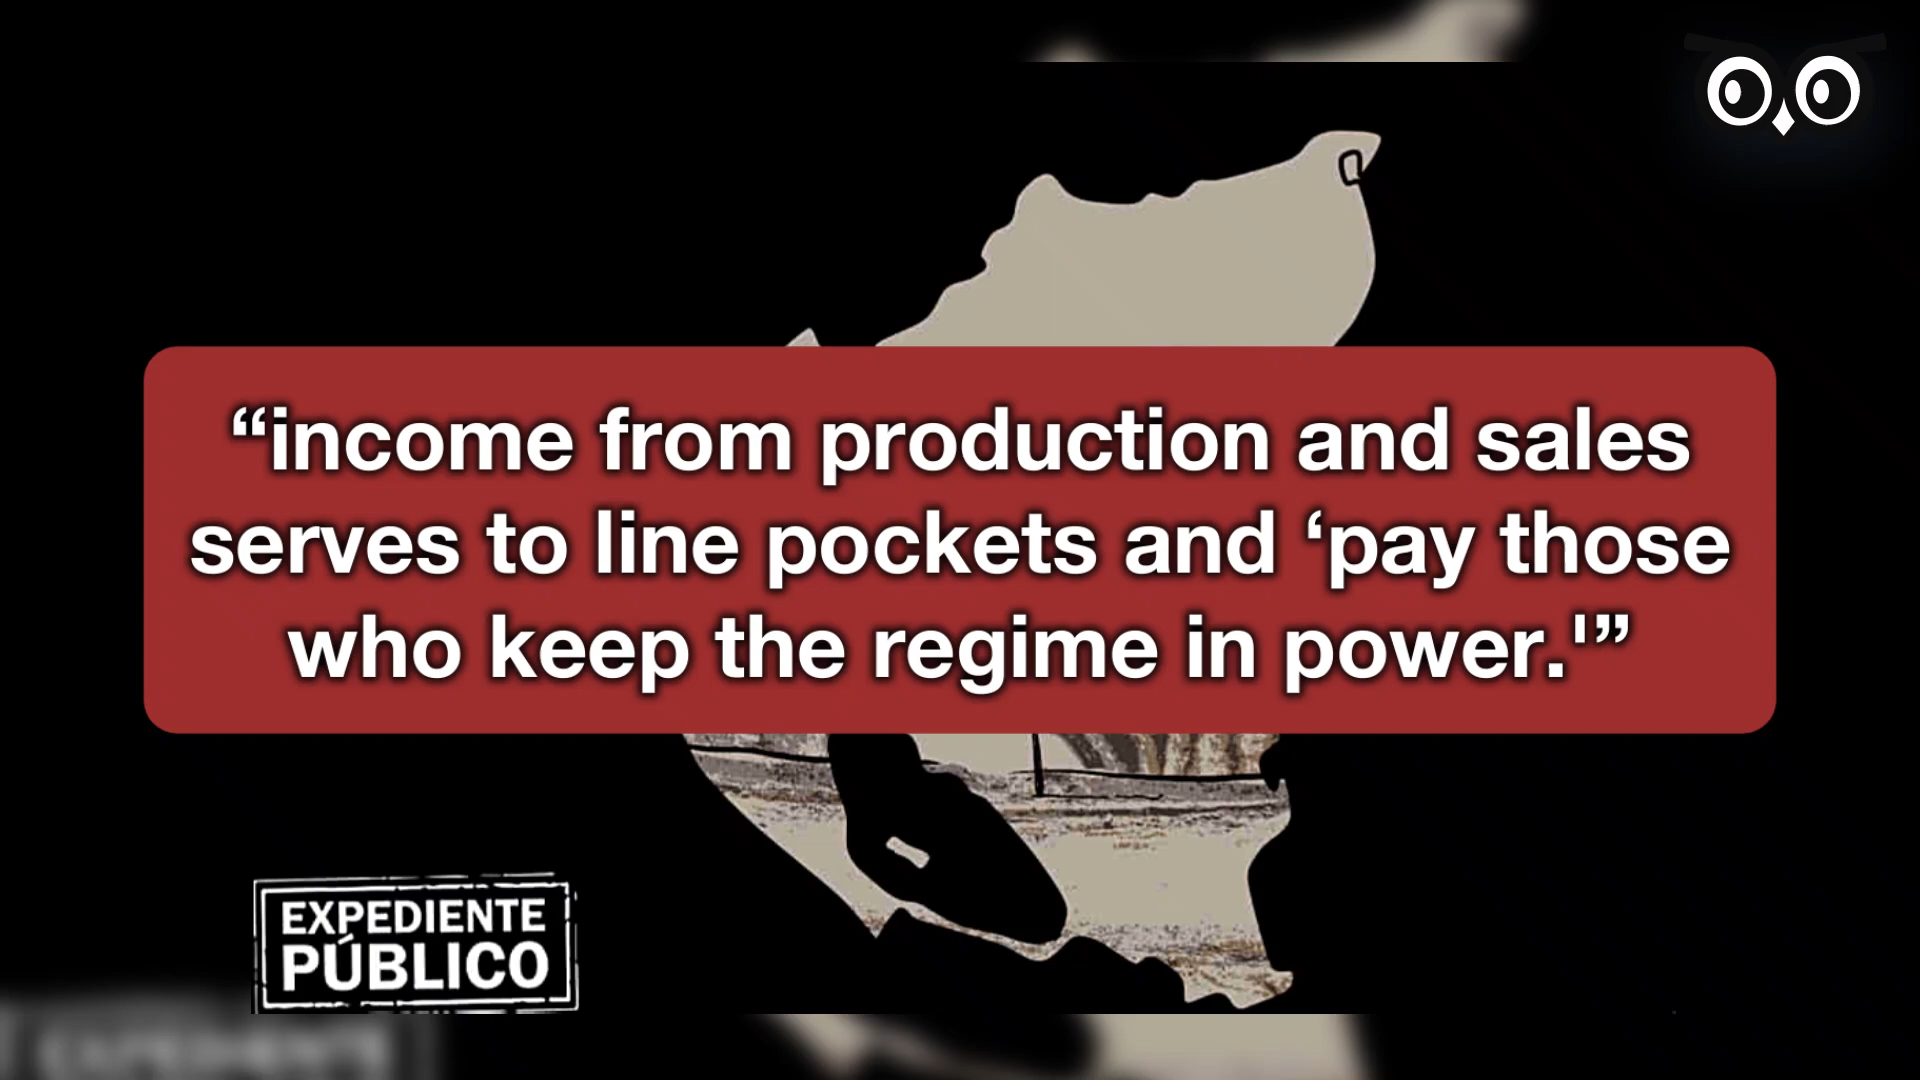 “income from production and sales
serves to line pockets and ‘pay those
who keep the regime in power.'”
EXPEDIENTE
PÚBLICO